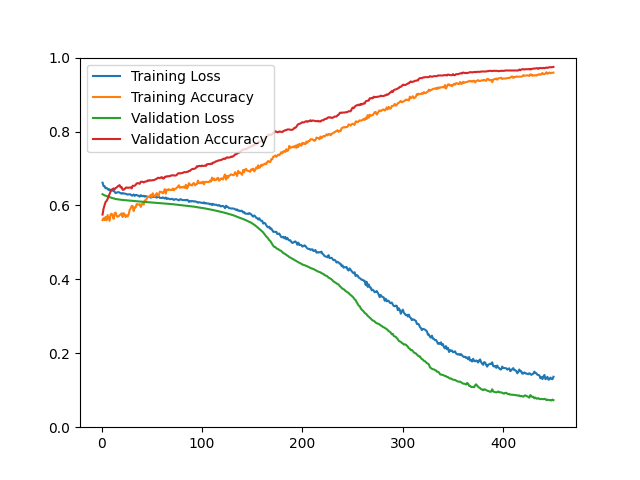 1.0
0.8
0.6
0.4
0.2
0.0
Training Loss
Training Accuracy
Validation Loss
Validation Accuracy
0 100 200 300 400